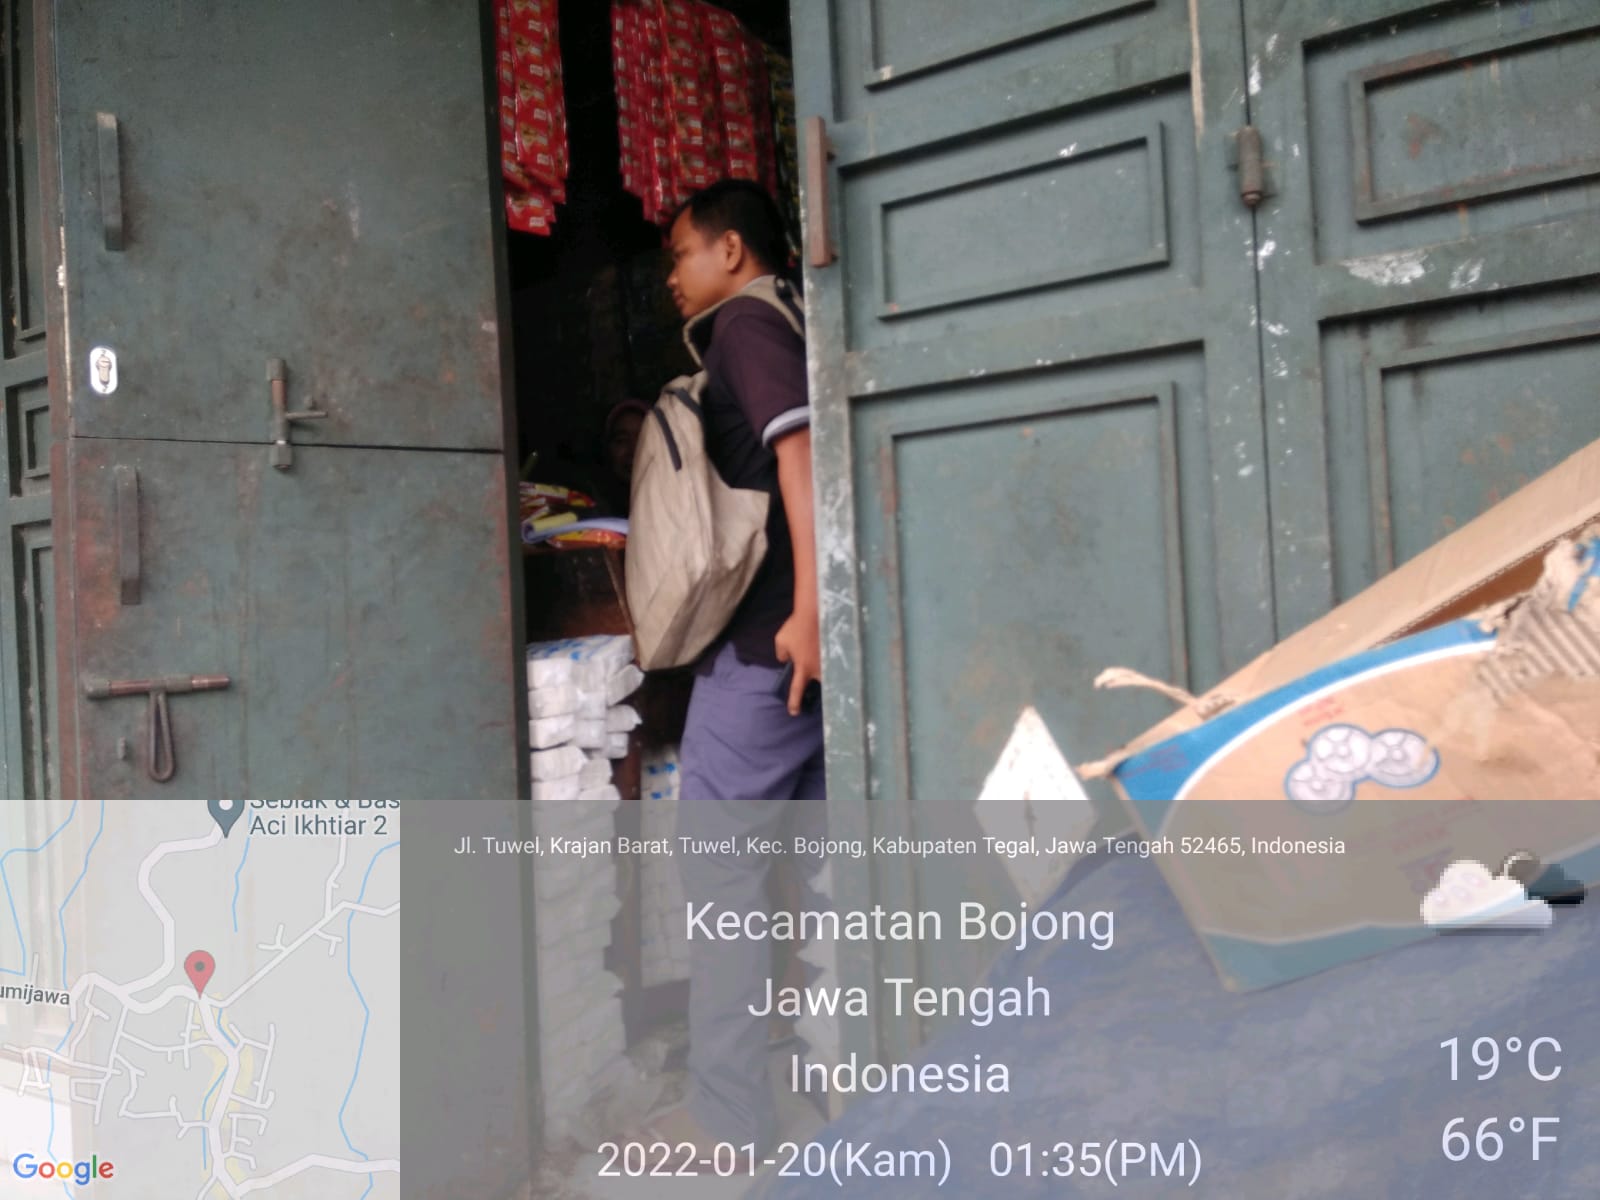 Seblak & Bas
Aci Ikhtiar 2
umijawa
Google
Jl. Tuwel, Krajan Barat, Tuwel, Kec. Bojong, Kabupaten Tegal, Jawa Tengah 52465, Indonesia
Kecamatan Bojong
Jawa Tengah
Indonesia
2022-01-20(Kam) 01:35(PM)
19°C
66°F